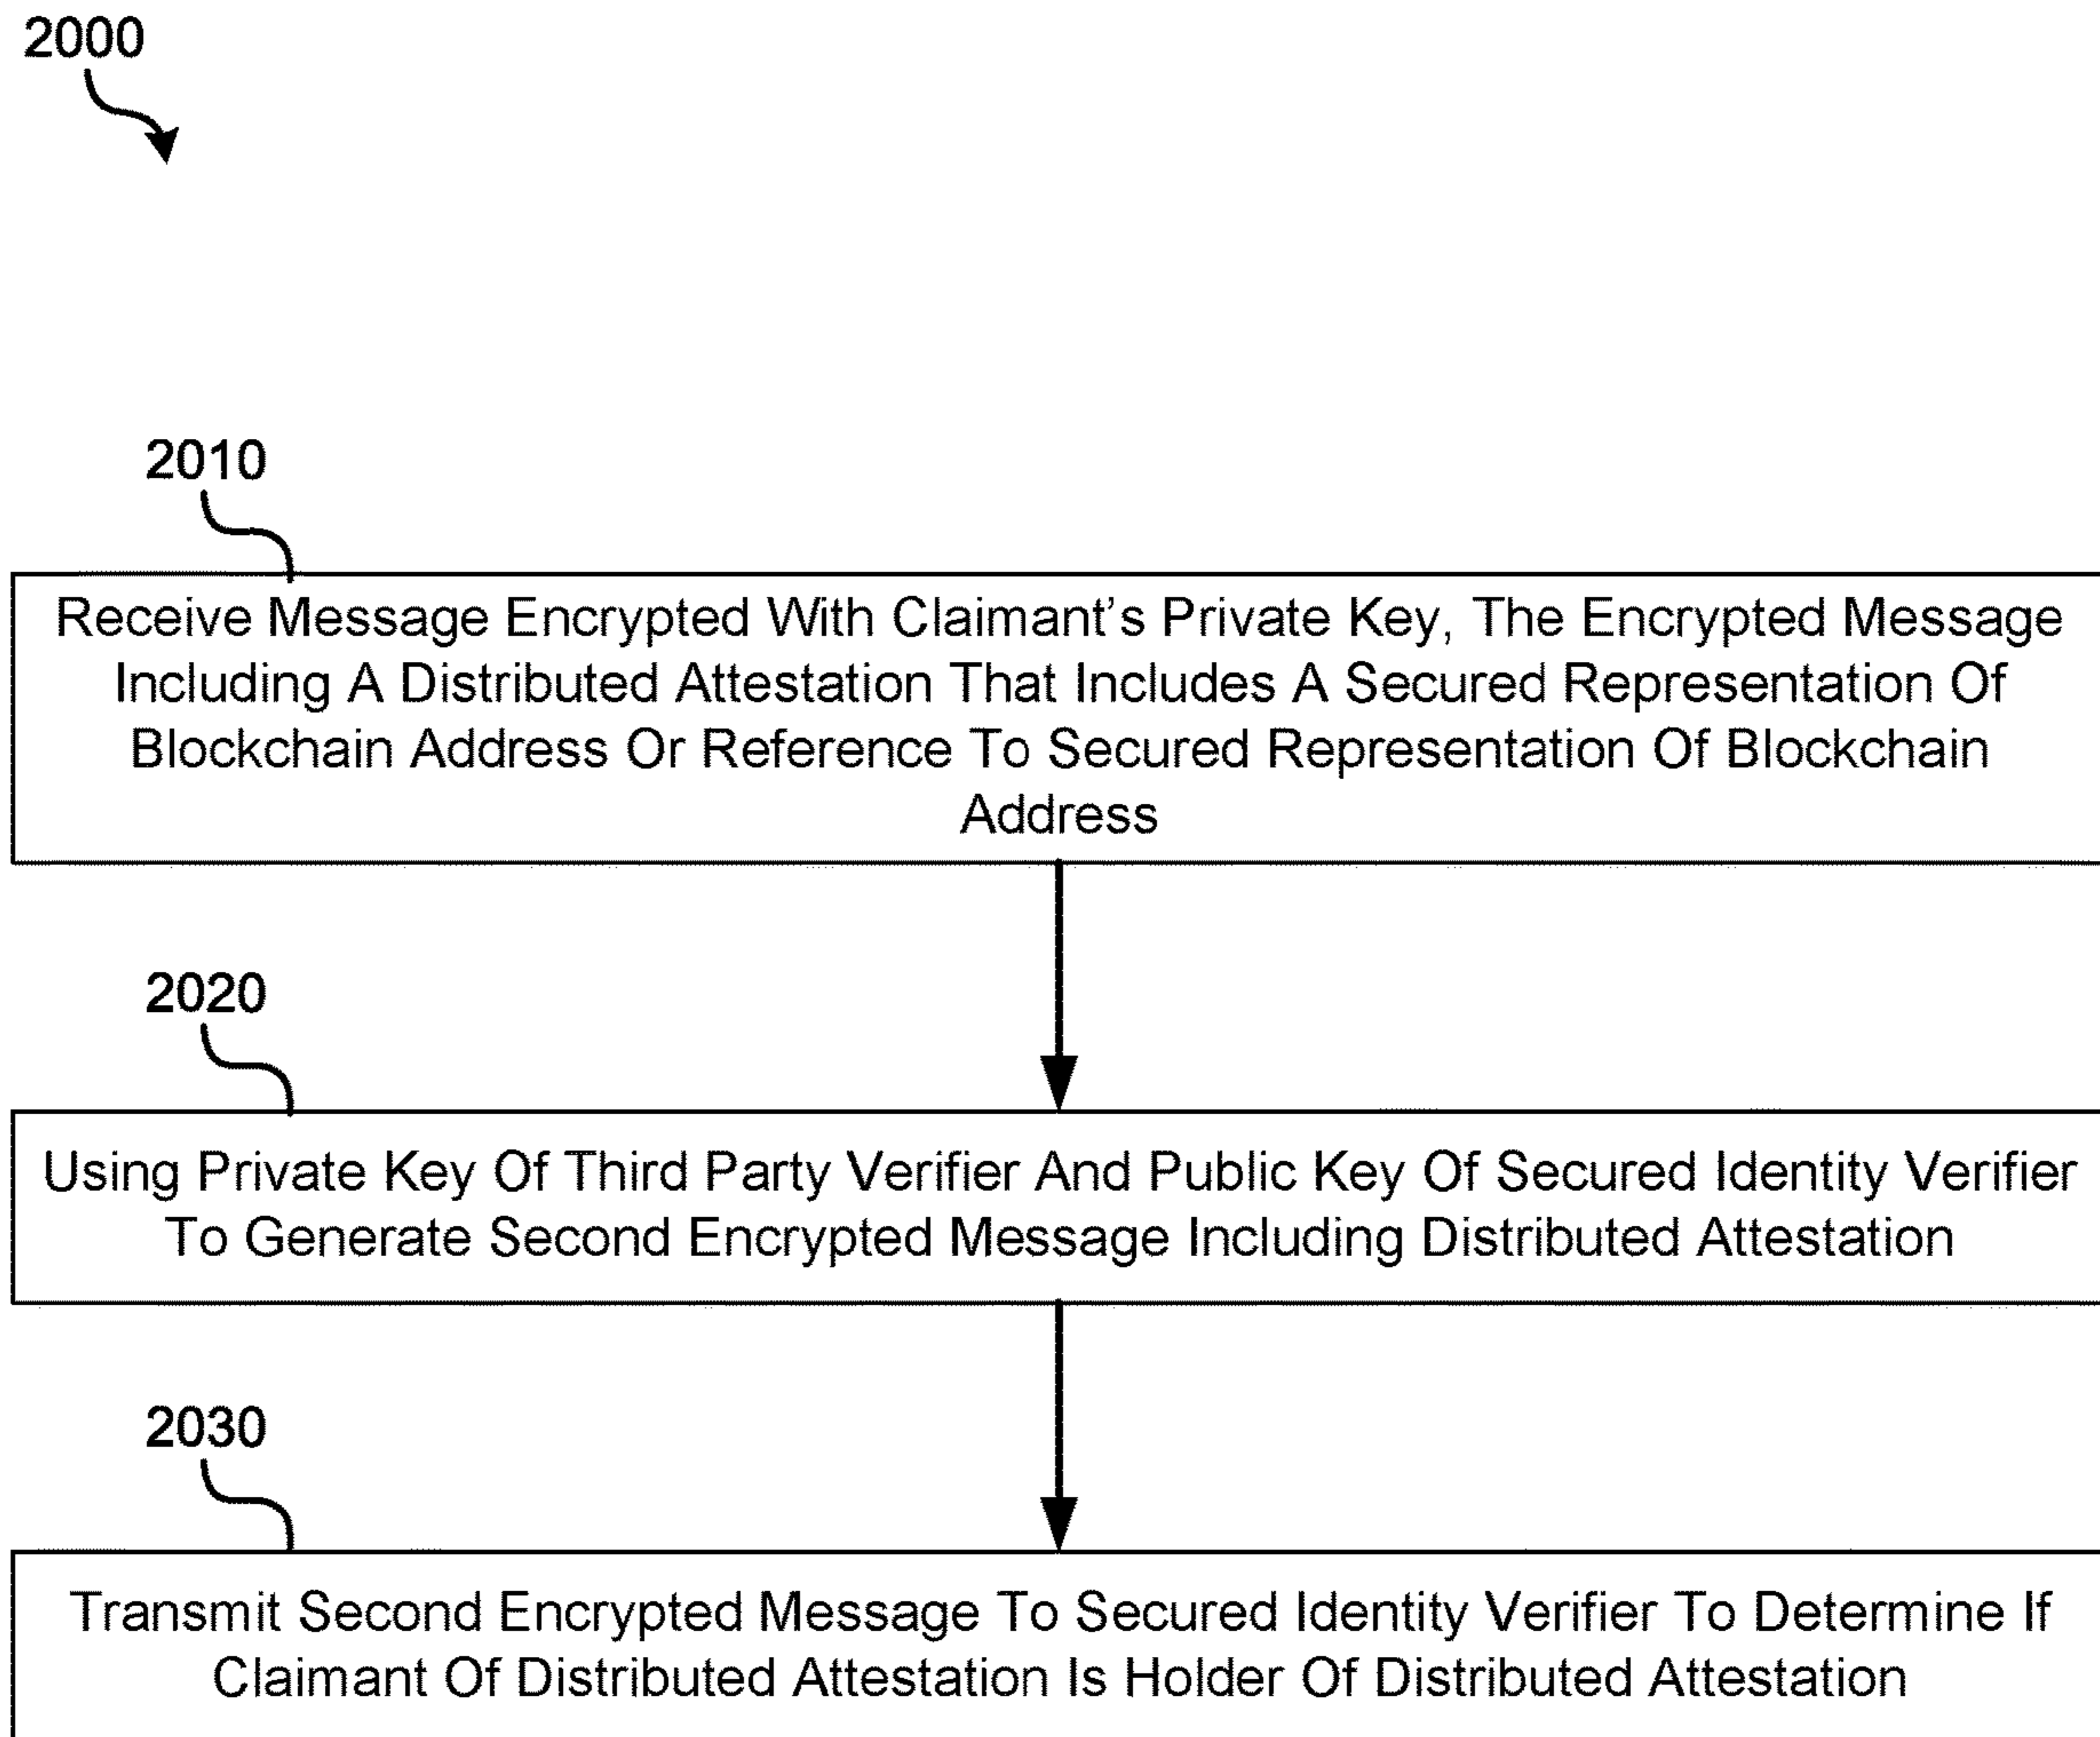 2000
2010
Receive Message Encrypted With Claimant's Private Key, The Encrypted Message
Including A Distributed Attestation That Includes A Secured Representation Of
Blockchain Address Or Reference To Secured Representation Of Blockchain
Address
2020
Using Private Key Of Third Party Verifier And Public Key Of Secured Identity Verifier
To Generate Second Encrypted Message Including Distributed Attestation
2030
Transmit Second Encrypted Message To Secured Identity Verifier To Determine If
Claimant Of Distributed Attestation Is Holder Of Distributed Attestation